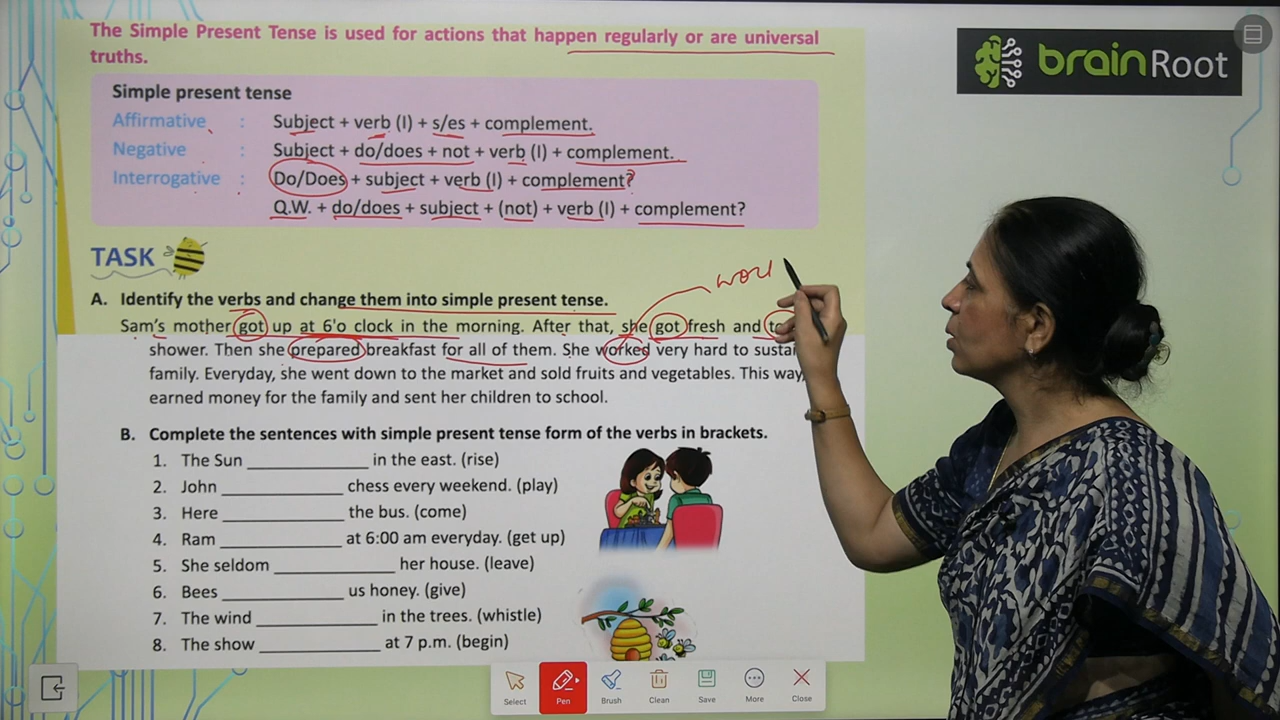 The Simple Present Tense is used for actions that happen regularly or are universal
truths.
brainRoot
Simple present tense
Affirmative : Subject + verb (I) + s/es + complement.
Negative : Subject + do/does + not + verb (I) + complement.
Interrogative : Do/Does + subject + verb (I) + complement?
Q.W. + do/does + subject + (not) + verb (I) + complement?
TASK
A. Identify the verbs and change them into simple present tense.
Sam's mother got up at 6'o clock in the morning. After that, she got fresh and
shower. Then she prepared breakfast for all of them. She worked very hard to
family. Everyday, she went down to the market and sold fruits and vegetables. This way,
earned money for the family and sent her children to school.
B. Complete the sentences with simple present tense form of the verbs in brackets.
1. The Sun ____________ in the east. (rise)
2. John ____________ chess every weekend. (play)
3. Here ____________ the bus. (come)
4. Ram ____________ at 6:00 am everyday. (get up)
5. She seldom ____________ her house. (leave)
6. Bees ____________ us honey. (give)
7. The wind ____________ in the trees. (whistle)
8. The show ____________ at 7 p.m. (begin)
Select Pen Brush Clean Save More Close